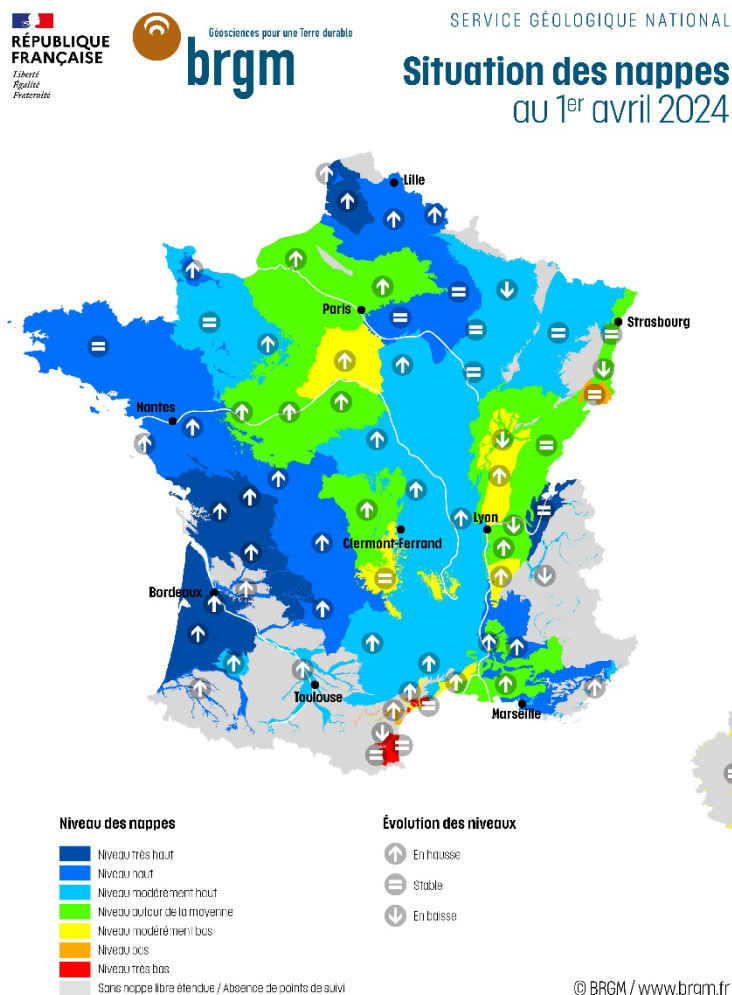 RÉPUBLIQUE
FRANÇAISE
Liberté
Égalité
Fraternité
Géosciences pour une Terre durable
brgm
SERVICE GÉOLOGIQUE NATIONAL
Situation des nappes
au 1er avril 2024
Lille
Paris
Strasbourg
Nantes
Lyon
Clermont-Ferrand
Bordeaux
Toulouse
Marseille
Niveau des nappes
Niveau très haut
Niveau haut
Niveau modérément haut
Niveau autour de la moyenne
Niveau modérément bas
Niveau bas
Niveau très bas
Sans nappe libre étendue / Absence de points de suivi
Évolution des niveaux
En hausse
Stable
En baisse
© BRGM / www.brgm.fr